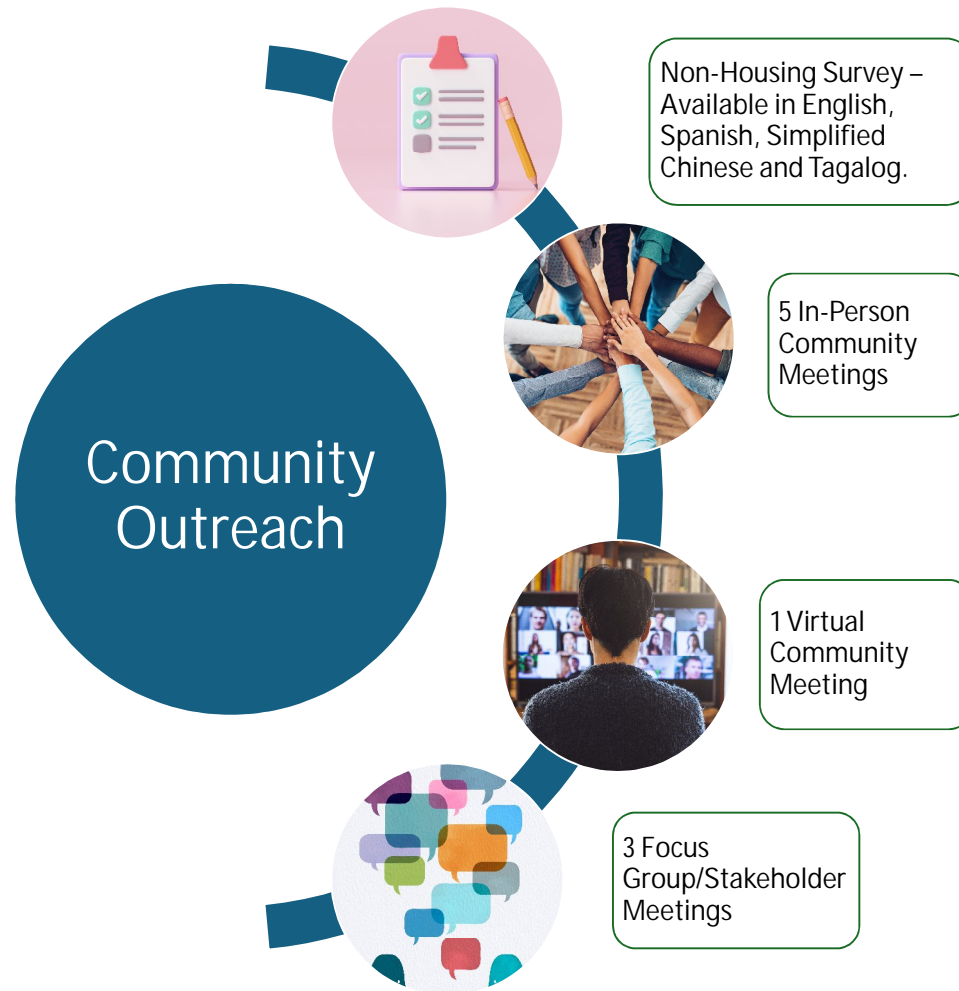 Non-Housing Survey –
Available in English,
Spanish, Simplified
Chinese and Tagalog.
5 In-Person
Community
Meetings
Community
Outreach
1 Virtual
Community
Meeting
3 Focus
Group/Stakeholder
Meetings